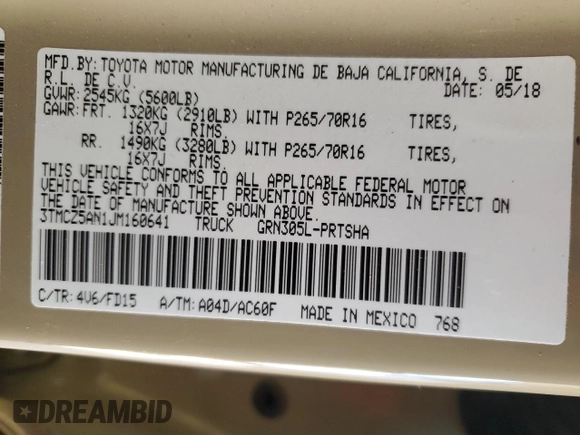 MFD.BY: TOYOTA MOTOR MANUFACTURING DE BAJA CALIFORNIA, S. DE
R.L. DE C.V. DATE: 05/18
GVWR: 2545KG (5600LB)
GAWR: FRT. 1320KG (2910LB) WITH P265/70R16 TIRES,
16X7J RIMS,
RR. 1490KG (3280LB) WITH P265/70R16 TIRES,
16X7J RIMS.
THIS VEHICLE CONFORMS TO ALL APPLICABLE FEDERAL MOTOR
VEHICLE SAFETY AND THEFT PREVENTION STANDARDS IN EFFECT ON
THE DATE OF MANUFACTURE SHOWN ABOVE.
3TMCZ5AN1JM160641 TRUCK GRN305L-PRTSHA
C/TR: 4V6/FD15 A/TM: A04D/AC60F MADE IN MEXICO 768
DREAMBID